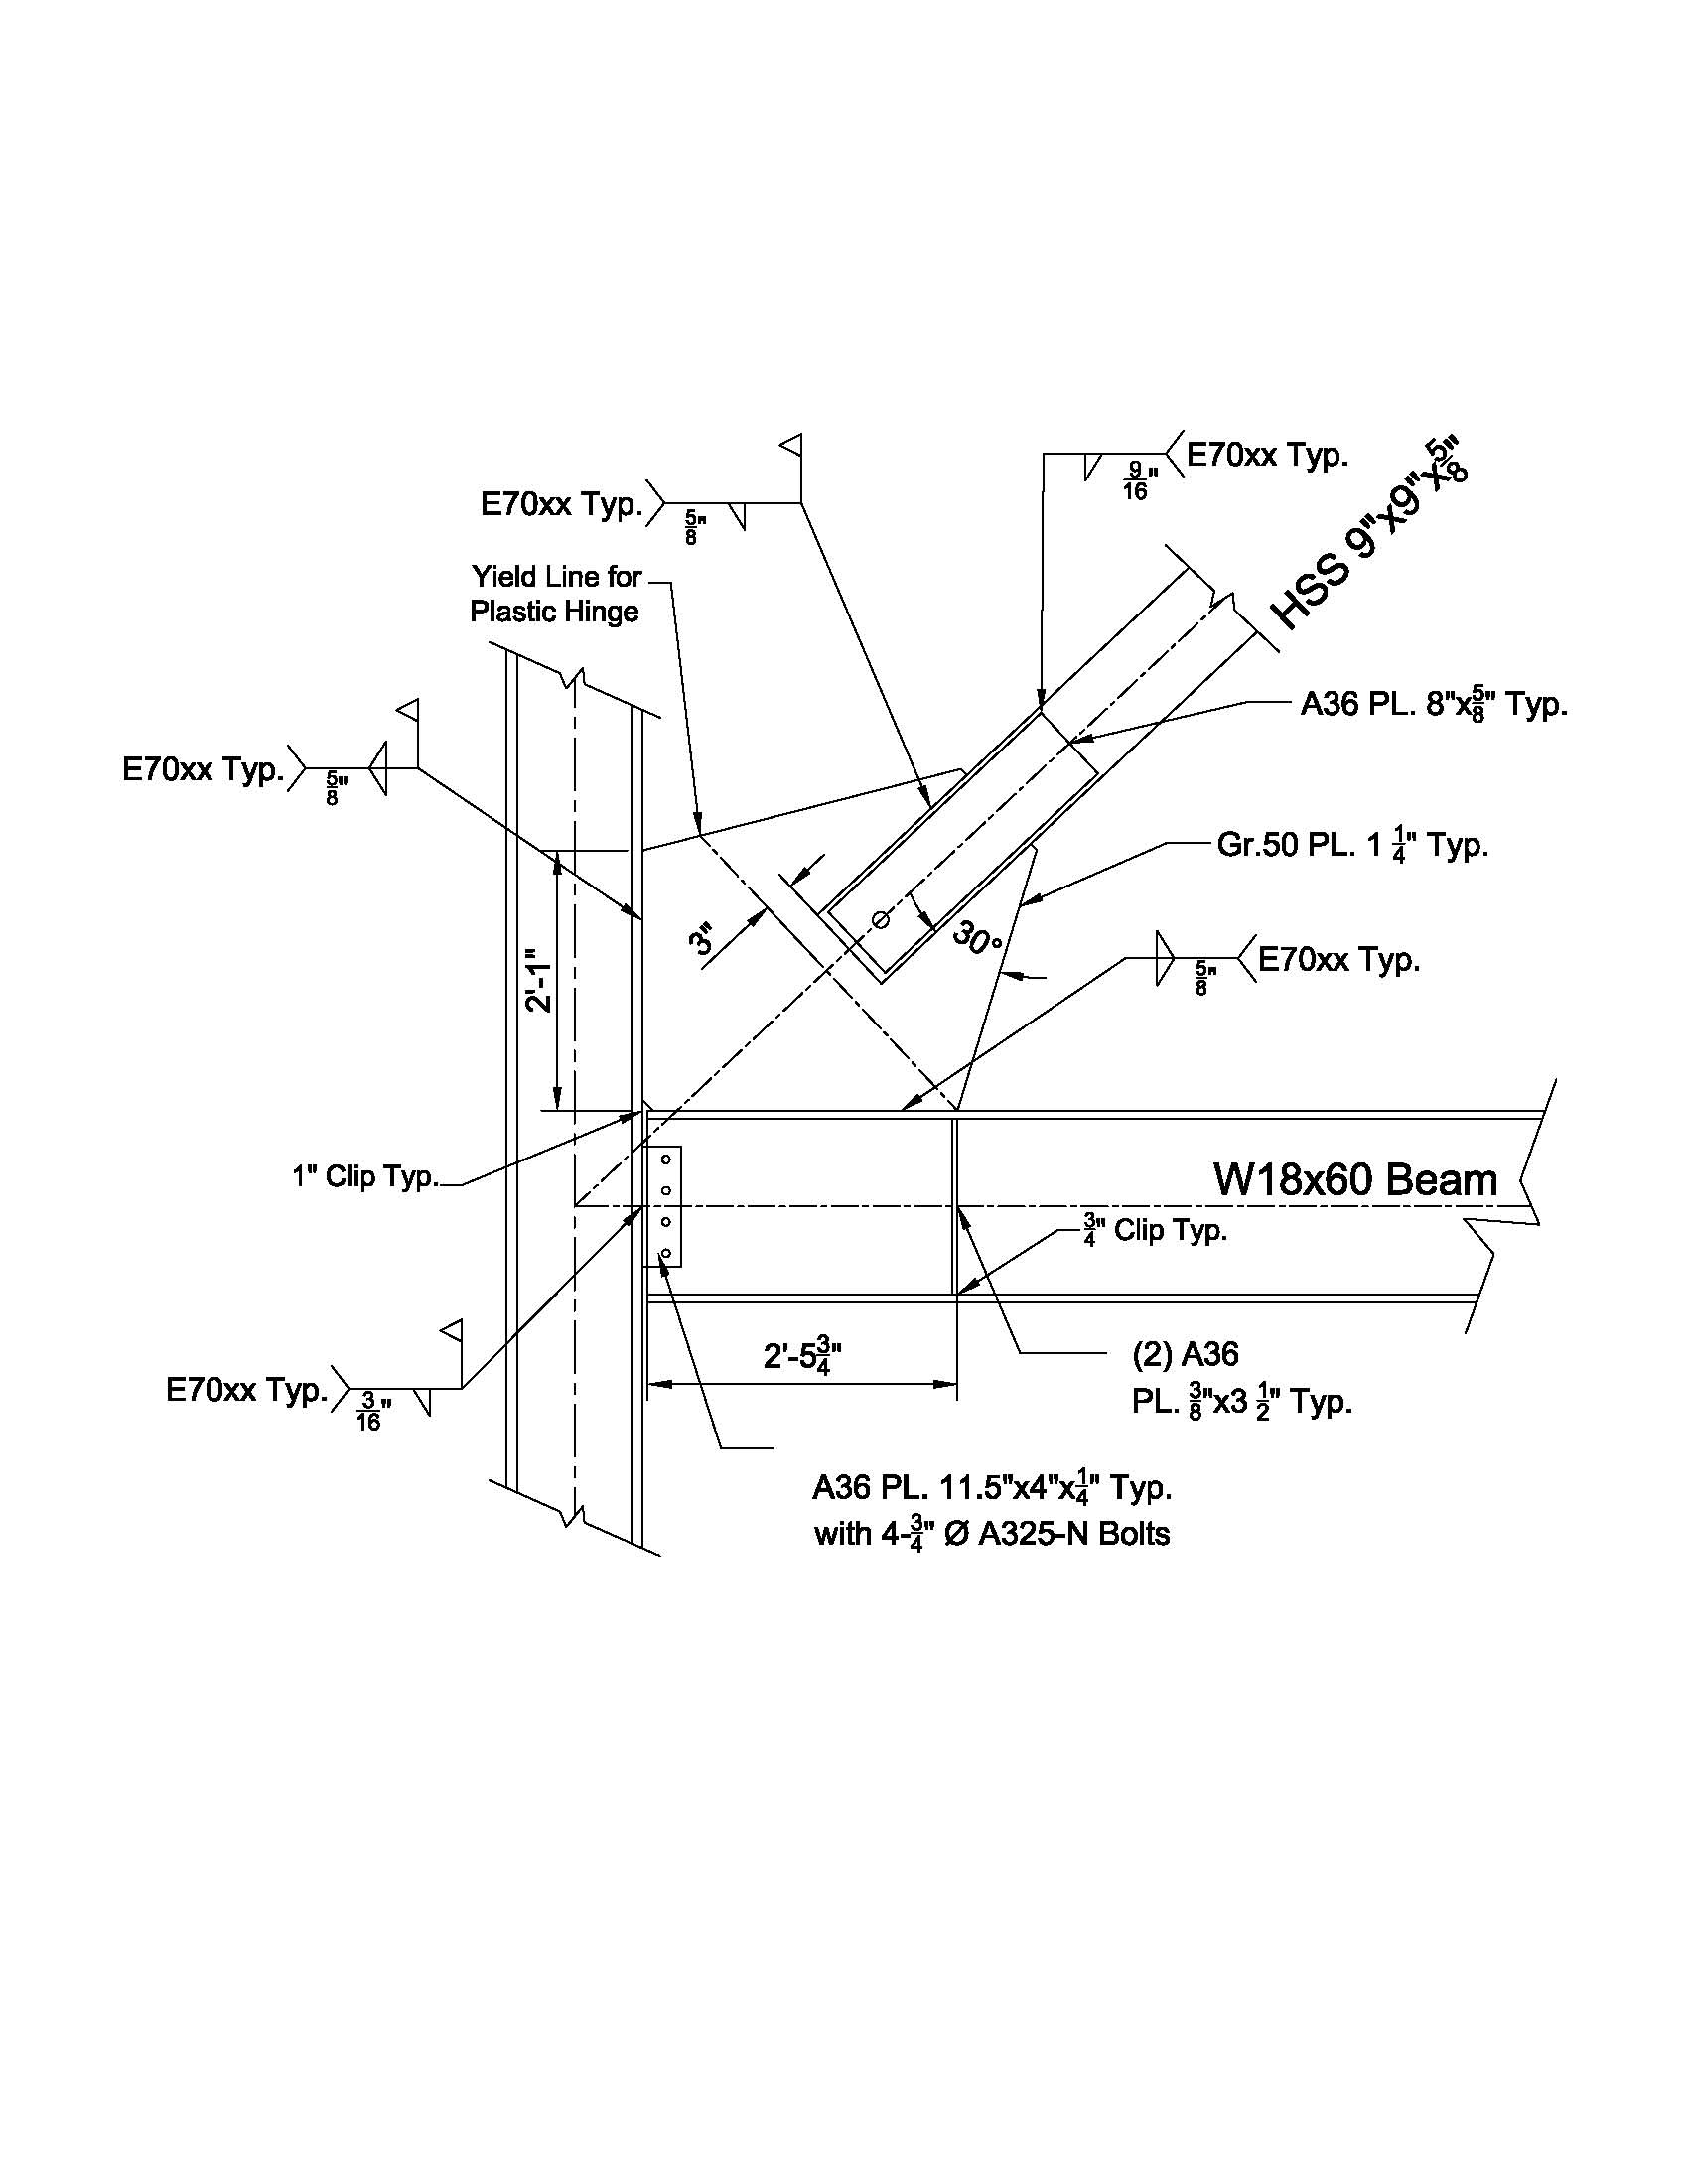 E70xx Typ.
9/16"
HSS 9"x9"x5/8"
E70xx Typ.
5/8"
Yield Line for
Plastic Hinge
A36 PL. 8"x5/8" Typ.
E70xx Typ.
5/8"
Gr.50 PL. 1 1/4" Typ.
3"
30°
2'-1"
E70xx Typ.
5/8"
1" Clip Typ.
W18x60 Beam
3/4" Clip Typ.
2'-5 3/4"
(2) A36
PL. 3/8"x3 1/2" Typ.
E70xx Typ.
3/16"
A36 PL. 11.5"x4"x1/4" Typ.
with 4-3/4" Ø A325-N Bolts